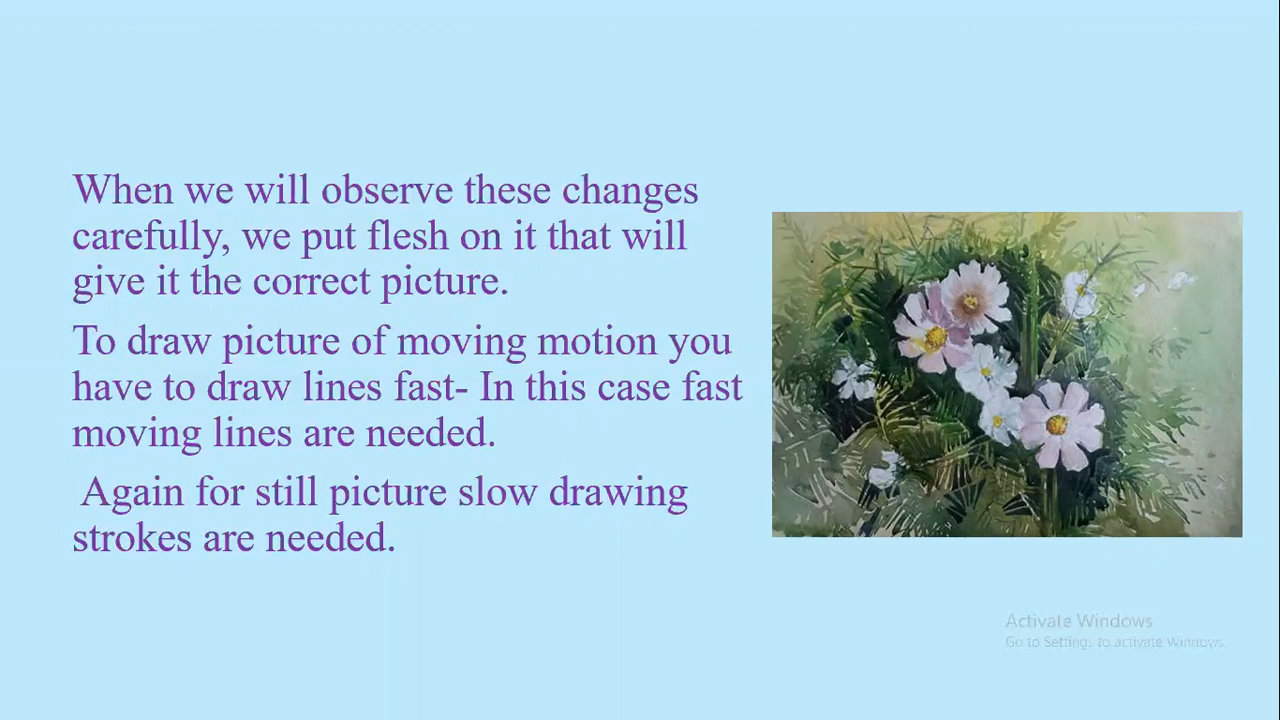 When we will observe these changes
carefully, we put flesh on it that will
give it the correct picture.
To draw picture of moving motion you
have to draw lines fast- In this case fast
moving lines are needed.
Again for still picture slow drawing
strokes are needed.
Activate Windows
Go to Settings to activate Windows.